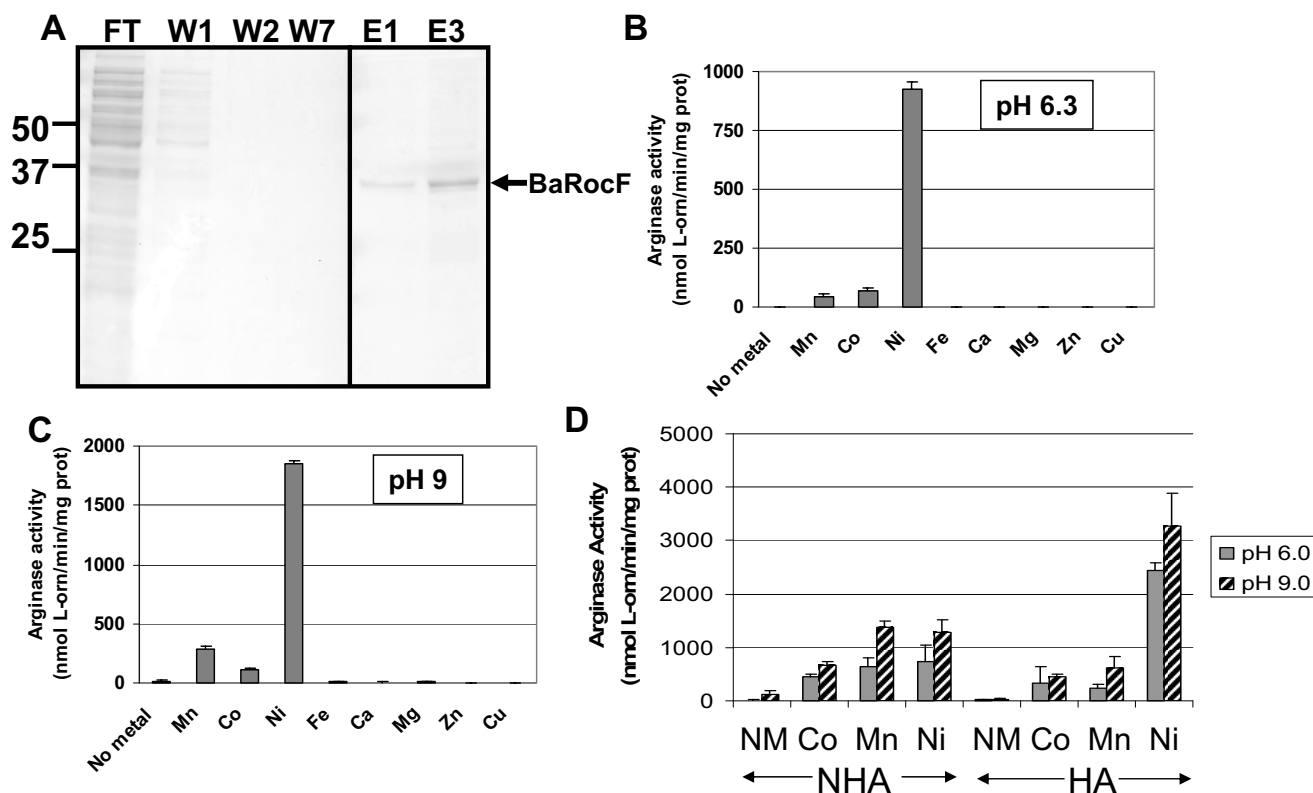 A
FT W1 W2 W7 E1 E3
50
37
25
BaRocF
B
Arginase activity
(nmol L-orn/min/mg prot)
1000
750
500
250
0
pH 6.3
No metal Mn Co Ni Fe Ca Mg Zn Cu
C
Arginase activity
(nmol L-orn/min/mg prot)
2000
1500
1000
500
0
pH 9
No metal Mn Co Ni Fe Ca Mg Zn Cu
D
Arginase Activity
(nmol L-orn/min/mg prot)
5000
4000
3000
2000
1000
0
NM Co Mn Ni NM Co Mn Ni
NHA HA
pH 6.0
pH 9.0